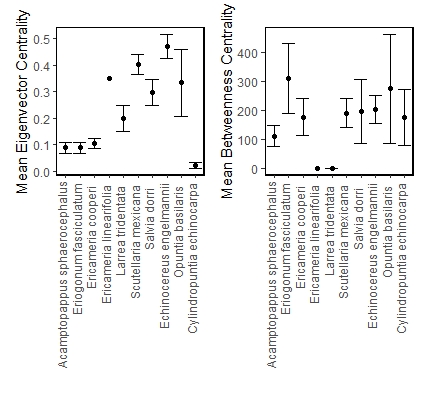 Mean Eigenvector Centrality
0.5
0.4
0.3
0.2
0.1
0.0
Acamptopappus sphaerocephalus
Eriogonum fasciculatum
Ericameria cooperi
Ericameria linearifolia
Larrea tridentata
Scutellaria mexicana
Salvia dorri
Echinocereus engelmannii
Opuntia basilaris
Cylindropuntia echinocarpa
Mean Betweenness Centrality
400
300
200
100
0
Acamptopappus sphaerocephalus
Eriogonum fasciculatum
Ericameria cooperi
Ericameria linearifolia
Larrea tridentata
Scutellaria mexicana
Salvia dorri
Echinocereus engelmannii
Opuntia basilaris
Cylindropuntia echinocarpa